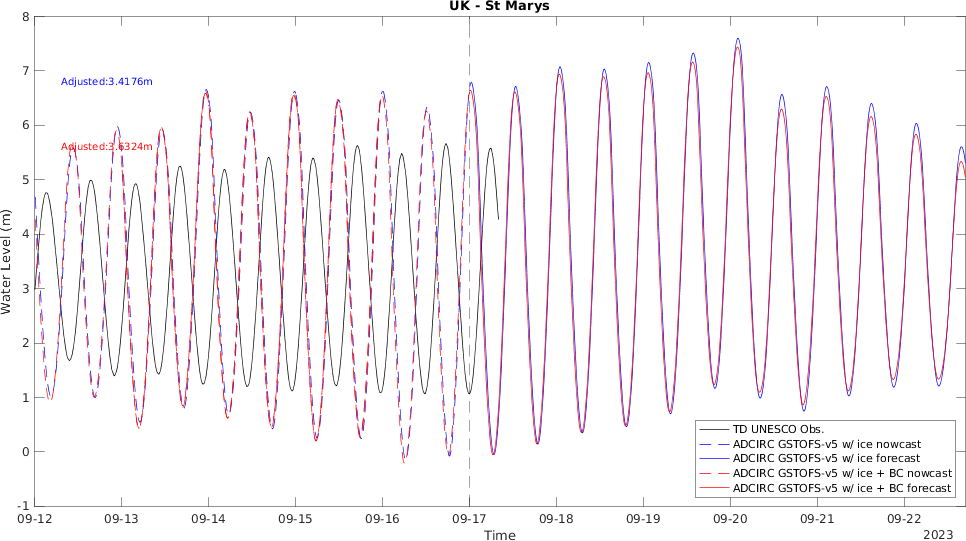 UK - St Marys
8
7
6
5
4
3
2
1
0
-1
Water Level (m)
Adjusted:3.4176m
Adjusted:3.6324m
TD UNESCO Obs.
ADCIRC GSTOFS-v5 w/ ice nowcast
ADCIRC GSTOFS-v5 w/ ice forecast
ADCIRC GSTOFS-v5 w/ ice + BC nowcast
ADCIRC GSTOFS-v5 w/ ice + BC forecast
09-12 09-13 09-14 09-15 09-16 09-17 09-18 09-19 09-20 09-21 09-22
Time
2023